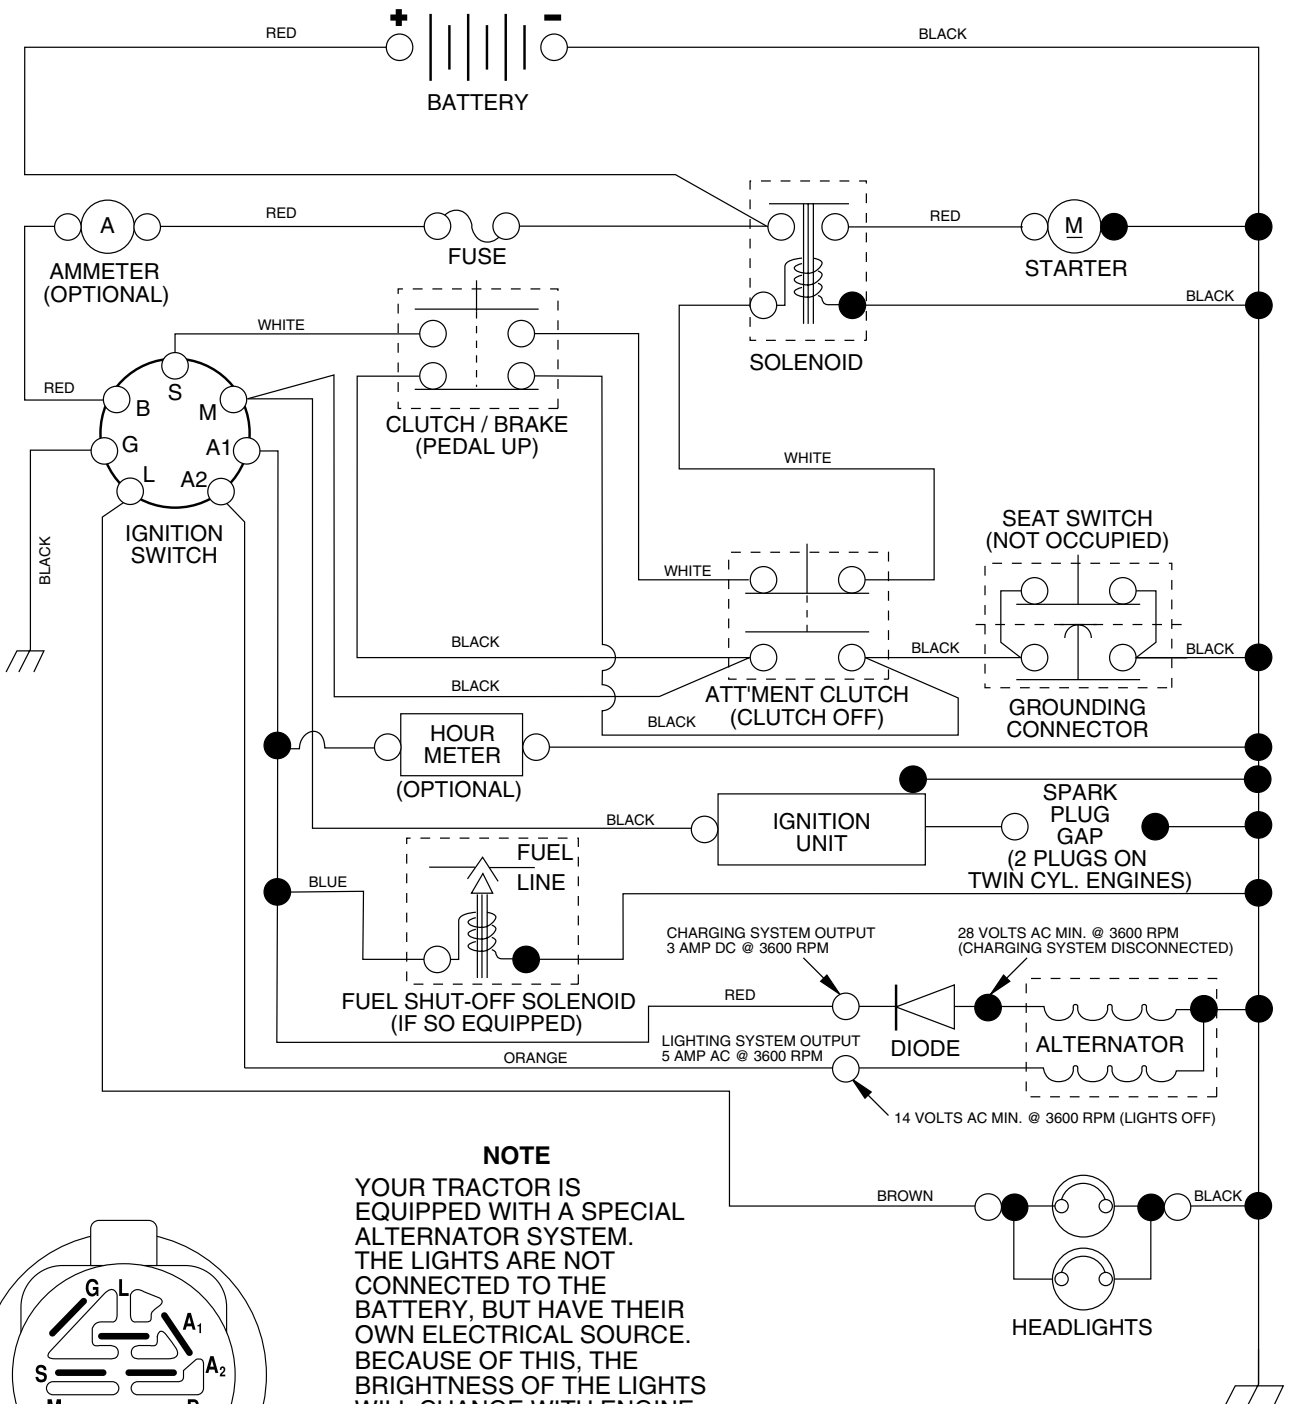 + -
RED
BLACK
BATTERY
RED
RED
A
M
FUSE
STARTER
AMMETER
(OPTIONAL)
BLACK
WHITE
SOLENOID
RED
S
B
M
CLUTCH / BRAKE
(PEDAL UP)
G
A1
L
A2
WHITE
IGNITION
SWITCH
BLACK
SEAT SWITCH
(NOT OCCUPIED)
WHITE
BLACK
BLACK
BLACK
BLACK
ATT'MENT CLUTCH
(CLUTCH OFF)
BLACK
GROUNDING
CONNECTOR
HOUR
METER
(OPTIONAL)
BLACK
IGNITION
UNIT
SPARK
PLUG
GAP
(2 PLUGS ON
TWIN CYL. ENGINES)
FUEL
LINE
BLUE
CHARGING SYSTEM OUTPUT
3 AMP DC @ 3600 RPM
28 VOLTS AC MIN. @ 3600 RPM
(CHARGING SYSTEM DISCONNECTED)
FUEL SHUT-OFF SOLENOID
(IF SO EQUIPPED)
RED
DIODE
ALTERNATOR
LIGHTING SYSTEM OUTPUT
5 AMP AC @ 3600 RPM
ORANGE
14 VOLTS AC MIN. @ 3600 RPM (LIGHTS OFF)
NOTE
YOUR TRACTOR IS
EQUIPPED WITH A SPECIAL
ALTERNATOR SYSTEM.
THE LIGHTS ARE NOT
CONNECTED TO THE
BATTERY, BUT HAVE THEIR
OWN ELECTRICAL SOURCE.
BECAUSE OF THIS, THE
BRIGHTNESS OF THE LIGHTS
WILL CHANGE WITH ENGINE
BROWN
BLACK
HEADLIGHTS
G L
A₁
S
A₂
M